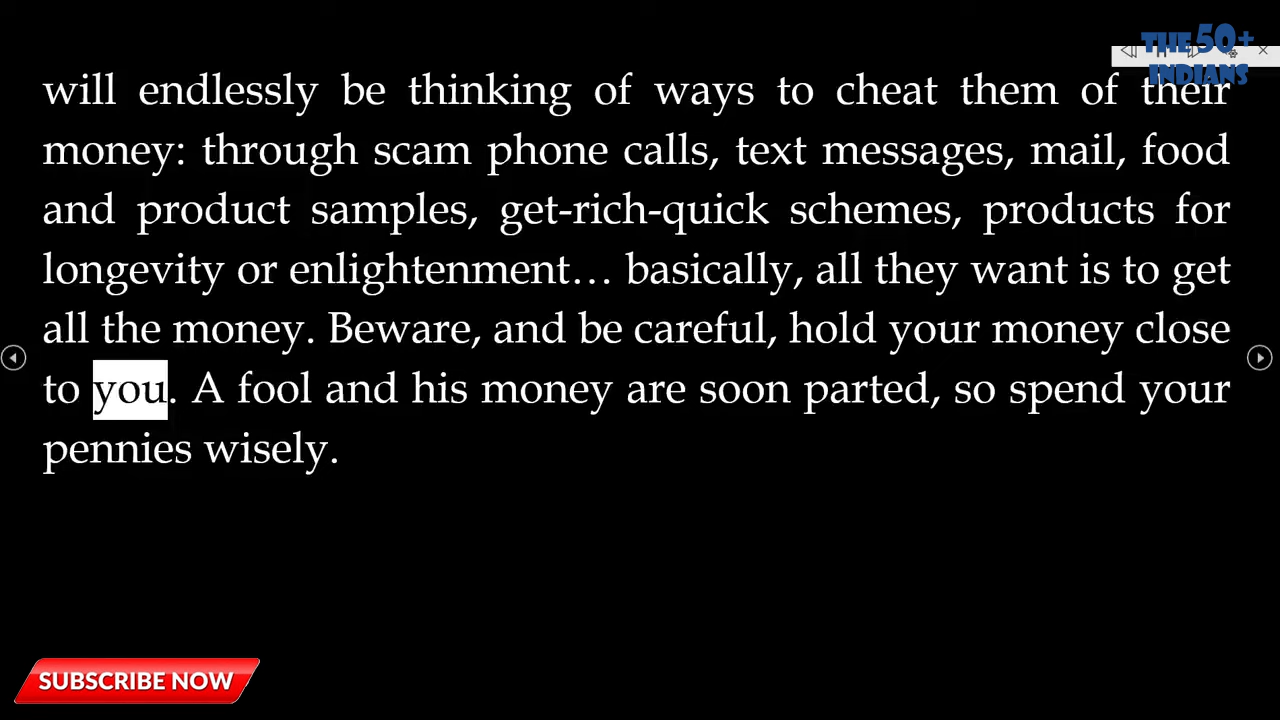 THE 50+
INDIANS
will endlessly be thinking of ways to cheat them of their
money: through scam phone calls, text messages, mail, food
and product samples, get-rich-quick schemes, products for
longevity or enlightenment… basically, all they want is to get
all the money. Beware, and be careful, hold your money close
to you. A fool and his money are soon parted, so spend your
pennies wisely.
SUBSCRIBE NOW